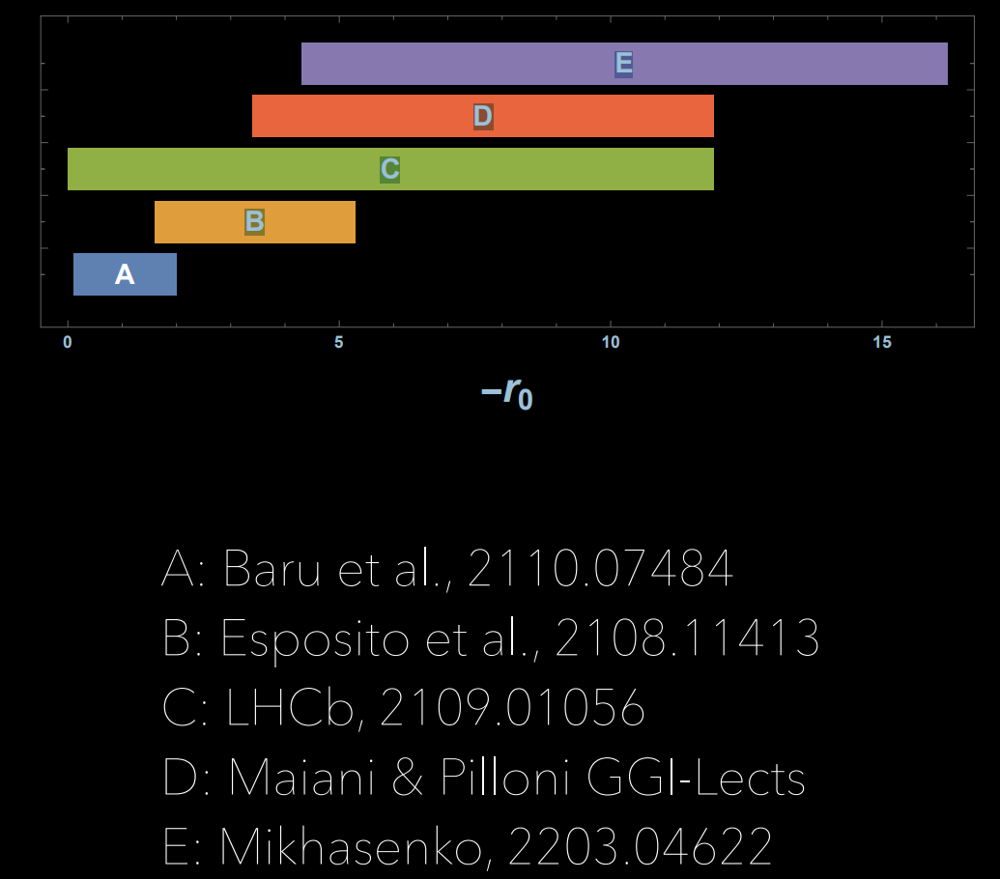 E
D
C
B
A
0 5 10 15
−r₀
A: Baru et al., 2110.07484
B: Esposito et al., 2108.11413
C: LHCb, 2109.01056
D: Maiani & Pilloni GGI-Lects
E: Mikhasenko, 2203.04622